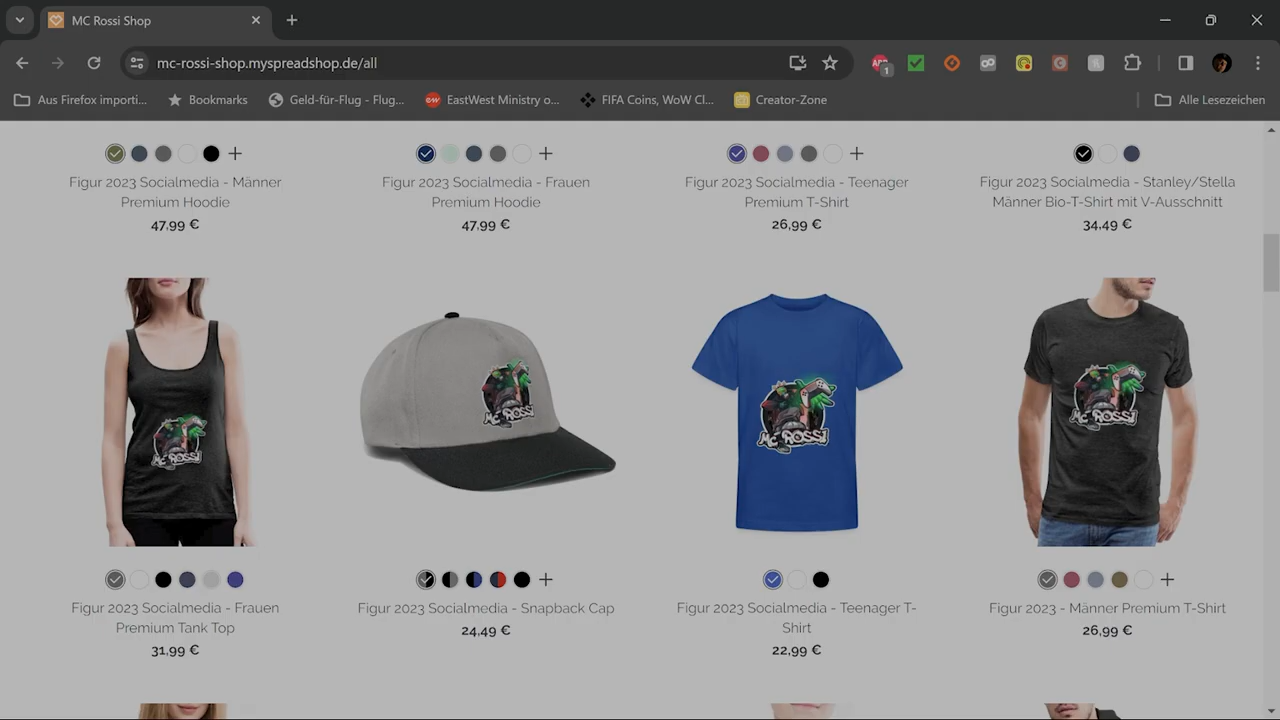 MC Rossi Shop
mc-rossi-shop.myspreadshop.de/all
1
Aus Firefox importi...
Bookmarks
Geld-für-Flug - Flug...
EastWest Ministry o...
FIFA Coins, WoW Cl...
Creator-Zone
Alle Lesezeichen
Figur 2023 Socialmedia - Männer
Premium Hoodie
47,99 €
Figur 2023 Socialmedia - Frauen
Premium Hoodie
47,99 €
Figur 2023 Socialmedia - Teenager
Premium T-Shirt
26,99 €
Figur 2023 Socialmedia - Stanley/Stella
Männer Bio-T-Shirt mit V-Ausschnitt
34,49 €
MC ROSSI
MC ROSSI
MC ROSSI
MC ROSSI
Figur 2023 Socialmedia - Frauen
Premium Tank Top
31,99 €
Figur 2023 Socialmedia - Snapback Cap
24,49 €
Figur 2023 Socialmedia - Teenager T-
Shirt
22,99 €
Figur 2023 - Männer Premium T-Shirt
26,99 €